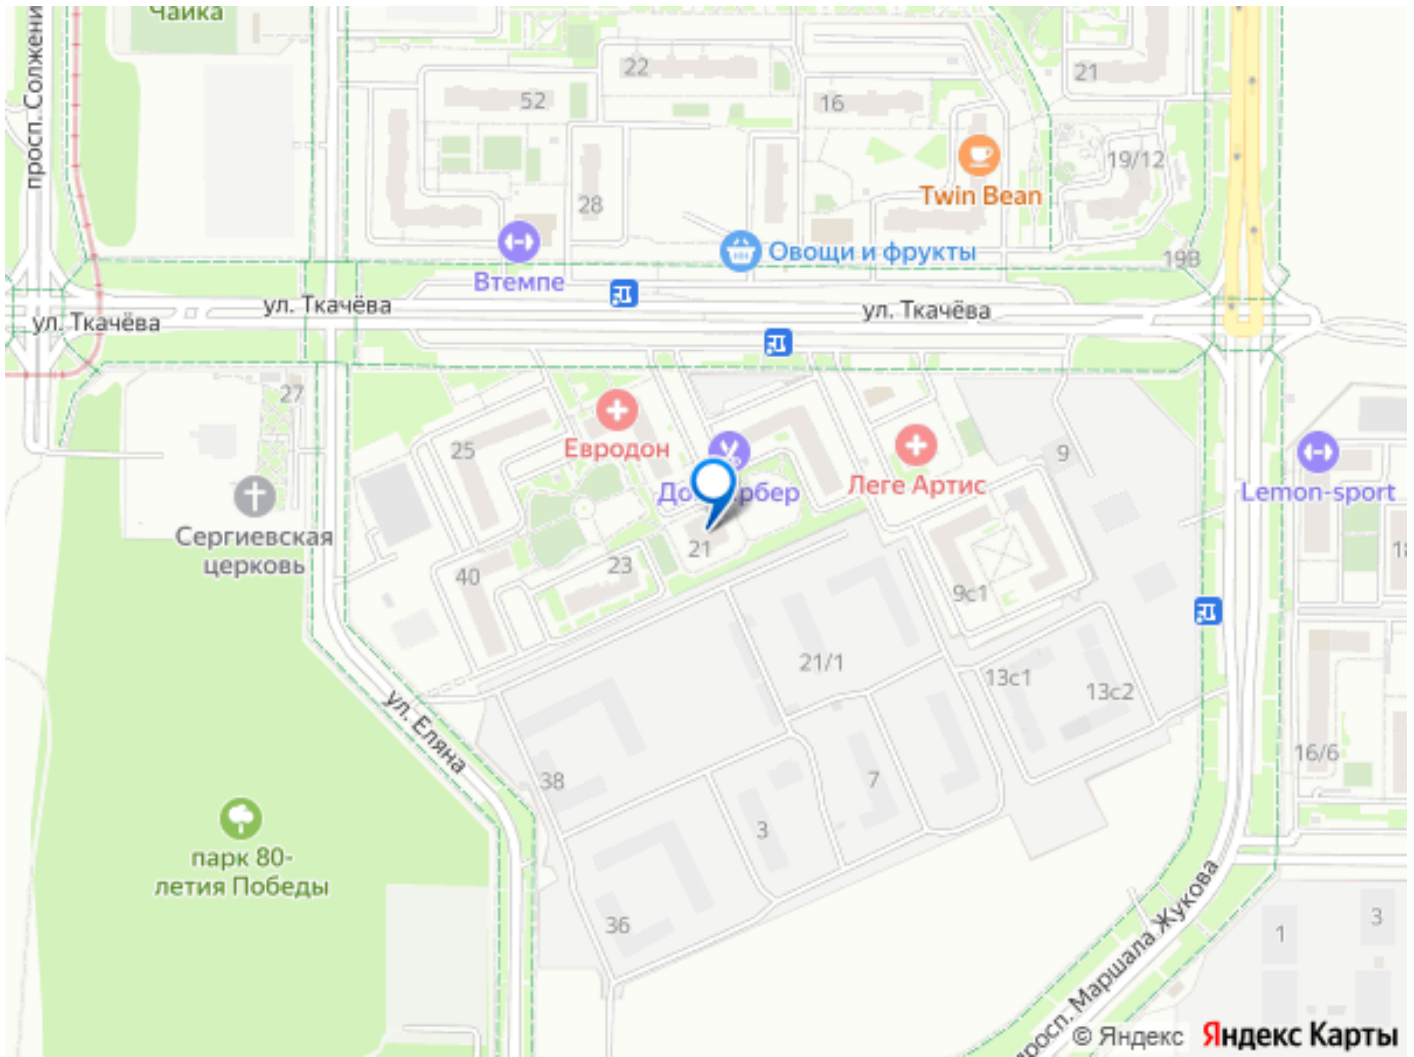 Чайка
просп. Солжени
22
52
16
21
19/12
Twin Bean
28
Овощи и фрукты
19В
Втемпе
ул. Ткачёва
ул. Ткачёва
ул. Ткачёва
27
25
Евродон
9
До
рбер
Леге Артис
Lemon-sport
Сергиевская
церковь
21
23
40
9с1
18
21/1
13с1
13с2
ул. Еляна
38
7
16/6
3
парк 80-
летия Победы
36
1
3
просп. Маршала Жукова
© Яндекс Яндекс Карты